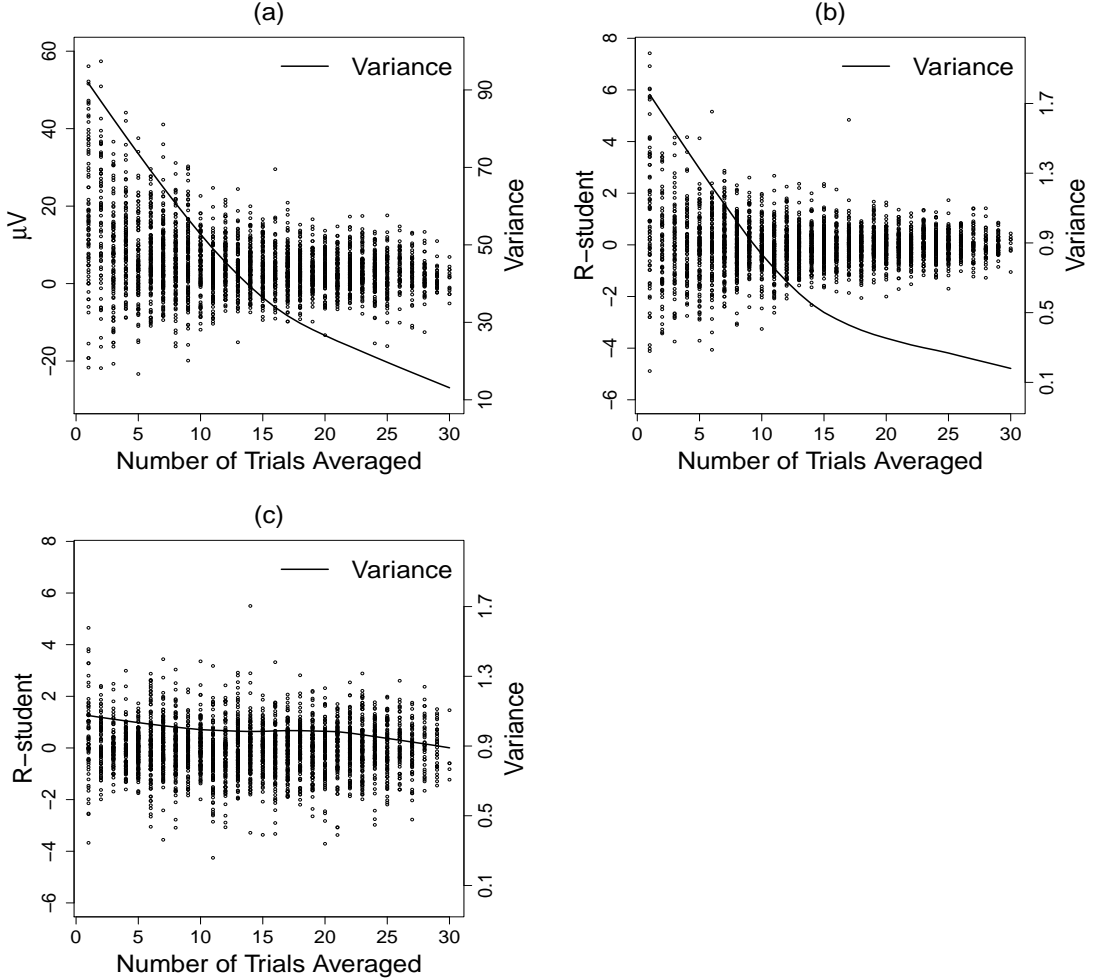 (a)
Variance
60
40
20
0
−20
μV
90
70
50
30
10
Variance
0 5 10 15 20 25 30
Number of Trials Averaged
(b)
Variance
8
6
4
2
0
−2
−4
−6
R−student
1.7
1.3
0.9
0.5
0.1
Variance
0 5 10 15 20 25 30
Number of Trials Averaged
(c)
Variance
8
6
4
2
0
−2
−4
−6
R−student
1.7
1.3
0.9
0.5
0.1
Variance
0 5 10 15 20 25 30
Number of Trials Averaged